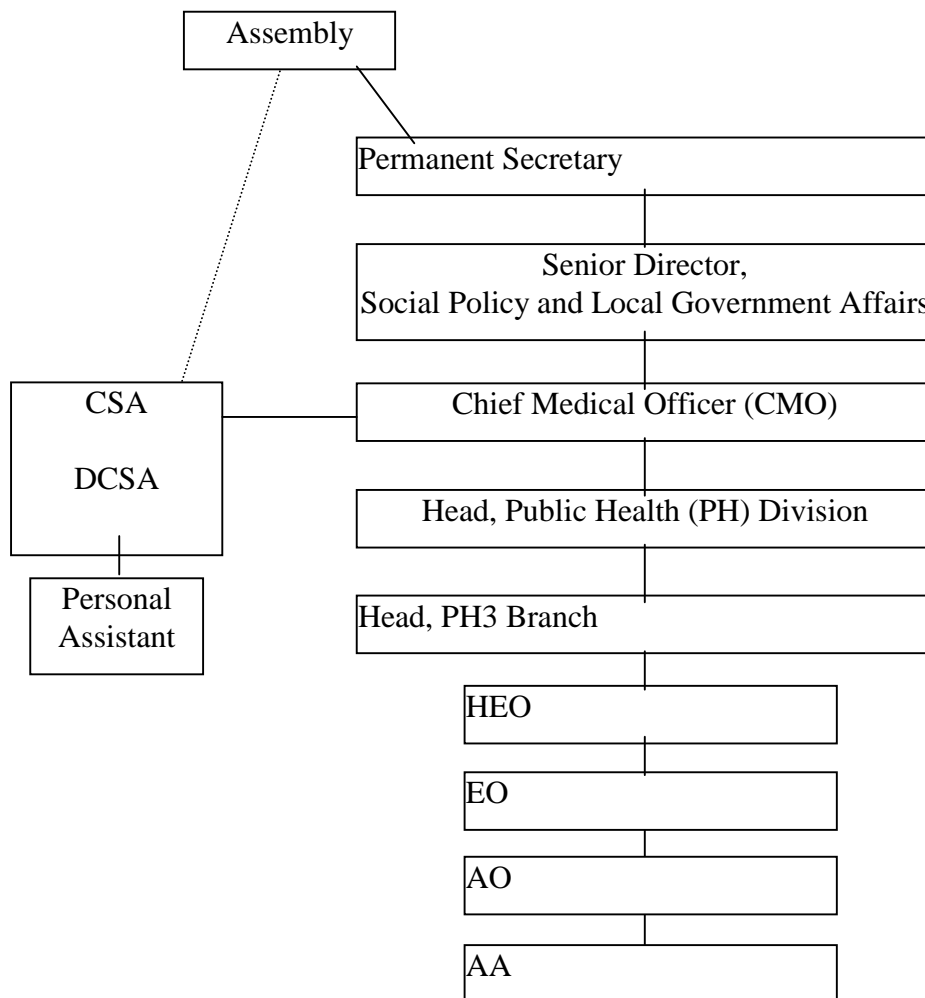 Assembly
Permanent Secretary
Senior Director,
Social Policy and Local Government Affairs
CSA
DCSA
Chief Medical Officer (CMO)
Head, Public Health (PH) Division
Personal
Assistant
Head, PH3 Branch
HEO
EO
AO
AA